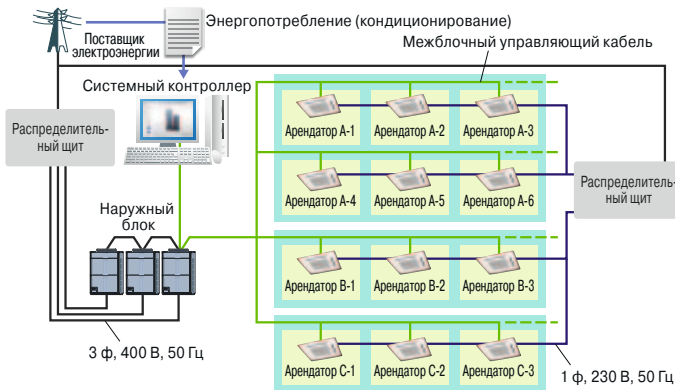 Энергопотребление (кондиционирование)
Поставщик
электроэнергии
Межблочный управляющий кабель
Системный контроллер
Распределитель-
ный щит
Арендатор А-1
Арендатор А-2
Арендатор А-3
Арендатор А-4
Арендатор А-5
Арендатор А-6
Распределитель-
ный щит
Наружный
блок
Арендатор В-1
Арендатор В-2
Арендатор В-3
Арендатор С-1
Арендатор С-2
Арендатор С-3
3 ф, 400 В, 50 Гц
1 ф, 230 В, 50 Гц